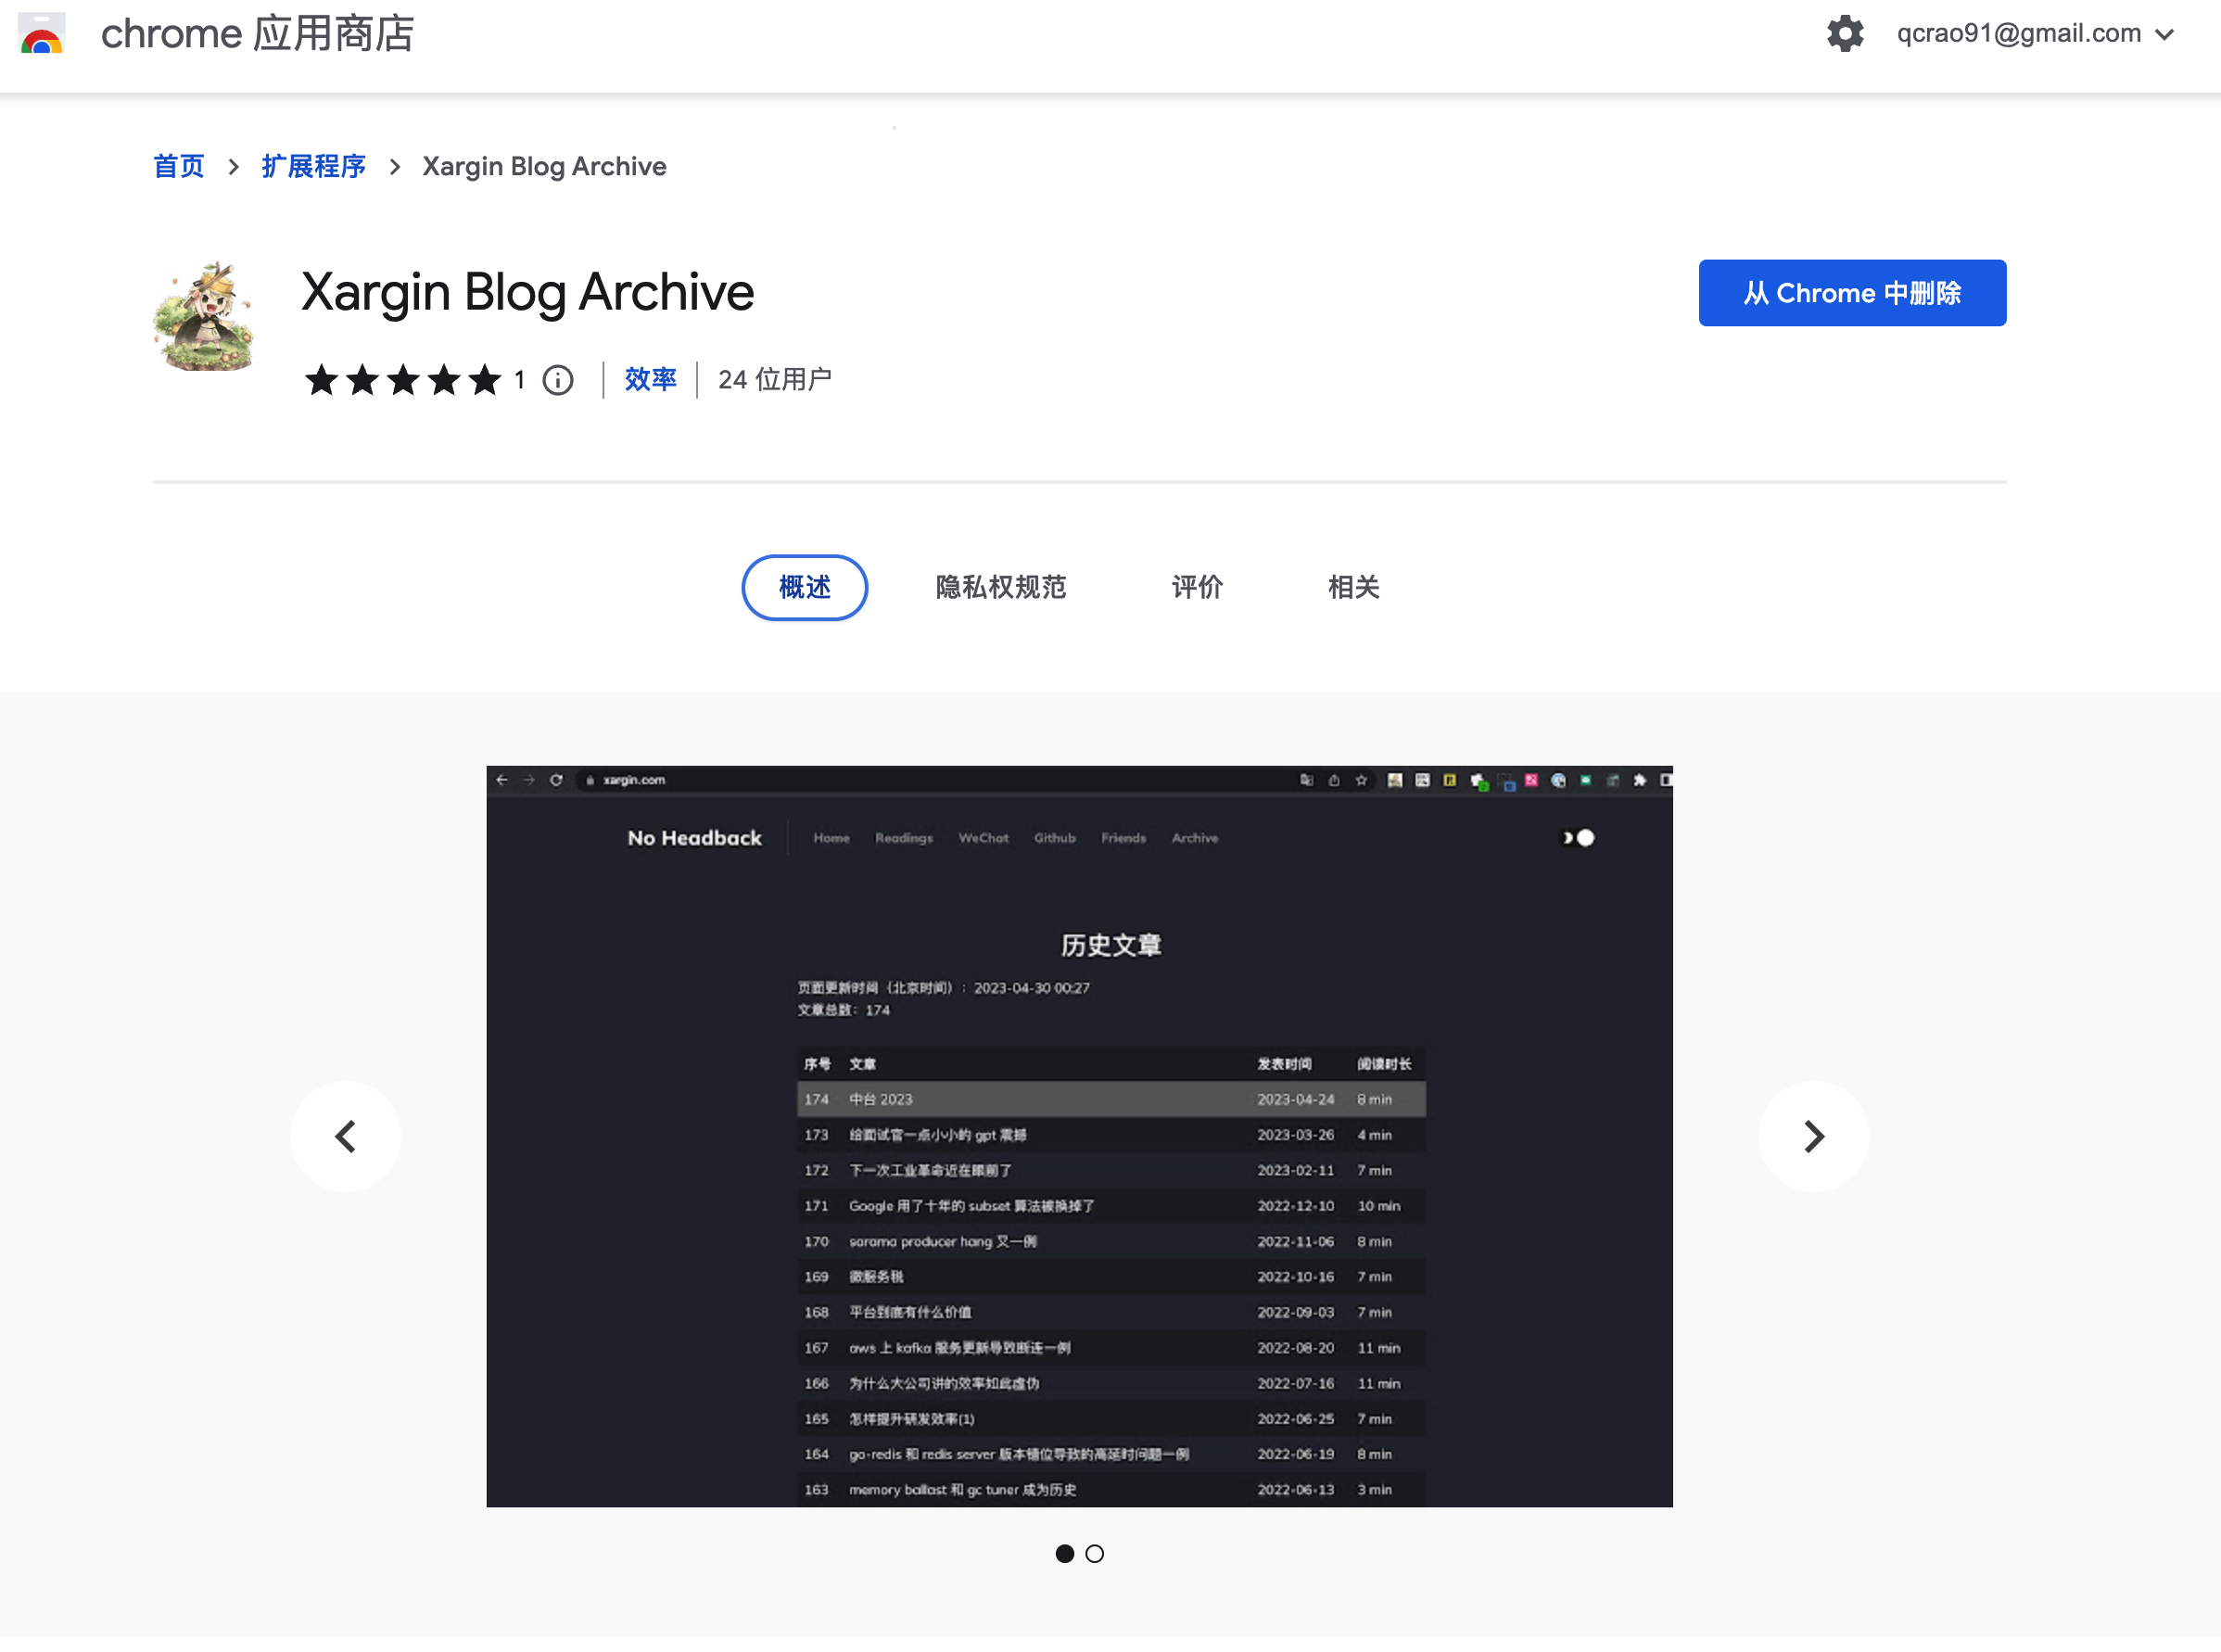 chrome 应用商店
qcrao91@gmail.com
首页 > 扩展程序 > Xargin Blog Archive
Xargin Blog Archive
从 Chrome 中删除
1
效率
24 位用户
概述
隐私权规范
评价
相关
xargin.com
No Headback
Home Readings WeChat Github Friends Archive
历史文章
页面更新时间（北京时间）：2023-04-30 00:27
文章总数：174
序号 文章 发表时间 阅读时长
174 中台 2023 2023-04-24 8 min
173 给面试官一点小小的 gpt 震撼 2023-03-26 4 min
172 下一次工业革命近在眼前了 2023-02-11 7 min
171 Google 用了十年的 subset 算法被换掉了 2022-12-10 10 min
170 sarama producer hang 又一例 2022-11-06 8 min
169 微服务税 2022-10-16 7 min
168 平台到底有什么价值 2022-09-03 7 min
167 aws 上 kafka 服务更新导致断连一例 2022-08-20 11 min
166 为什么大公司讲的效率如此虚伪 2022-07-16 11 min
165 怎样提升研发效率(1) 2022-06-25 7 min
164 go-redis 和 redis server 版本错位导致的高延时问题一例 2022-06-19 8 min
163 memory ballast 和 gc tuner 成为历史 2022-06-13 3 min